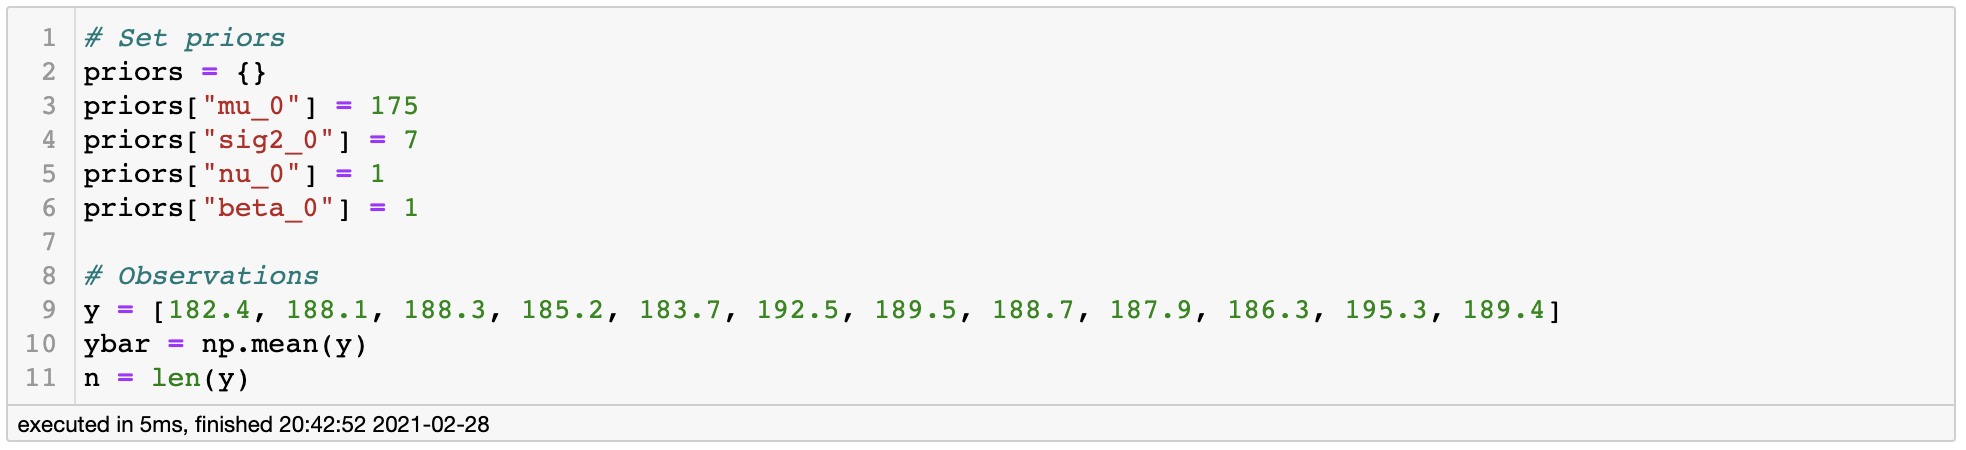 1 # Set priors
2 priors = {}
3 priors["mu_0"] = 175
4 priors["sig2_0"] = 7
5 priors["nu_0"] = 1
6 priors["beta_0"] = 1
7
8 # Observations
9 y = [182.4, 188.1, 188.3, 185.2, 183.7, 192.5, 189.5, 188.7, 187.9, 186.3, 195.3, 189.4]
10 ybar = np.mean(y)
11 n = len(y)
executed in 5ms, finished 20:42:52 2021-02-28